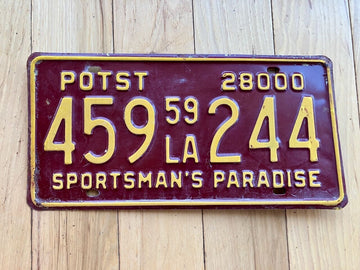 POTST 28000
459 59 LA 244
SPORTSMAN'S PARADISE